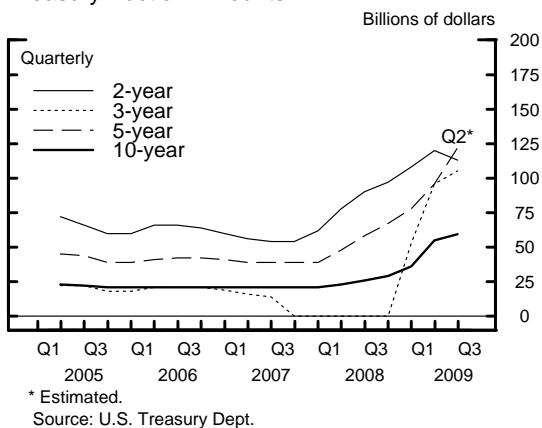 Billions of dollars
Quarterly
2-year
3-year
5-year
10-year
Q2*
200
175
150
125
100
75
50
25
0
Q1 Q3 Q1 Q3 Q1 Q3 Q1 Q3 Q1 Q3
2005 2006 2007 2008 2009
* Estimated.
Source: U.S. Treasury Dept.